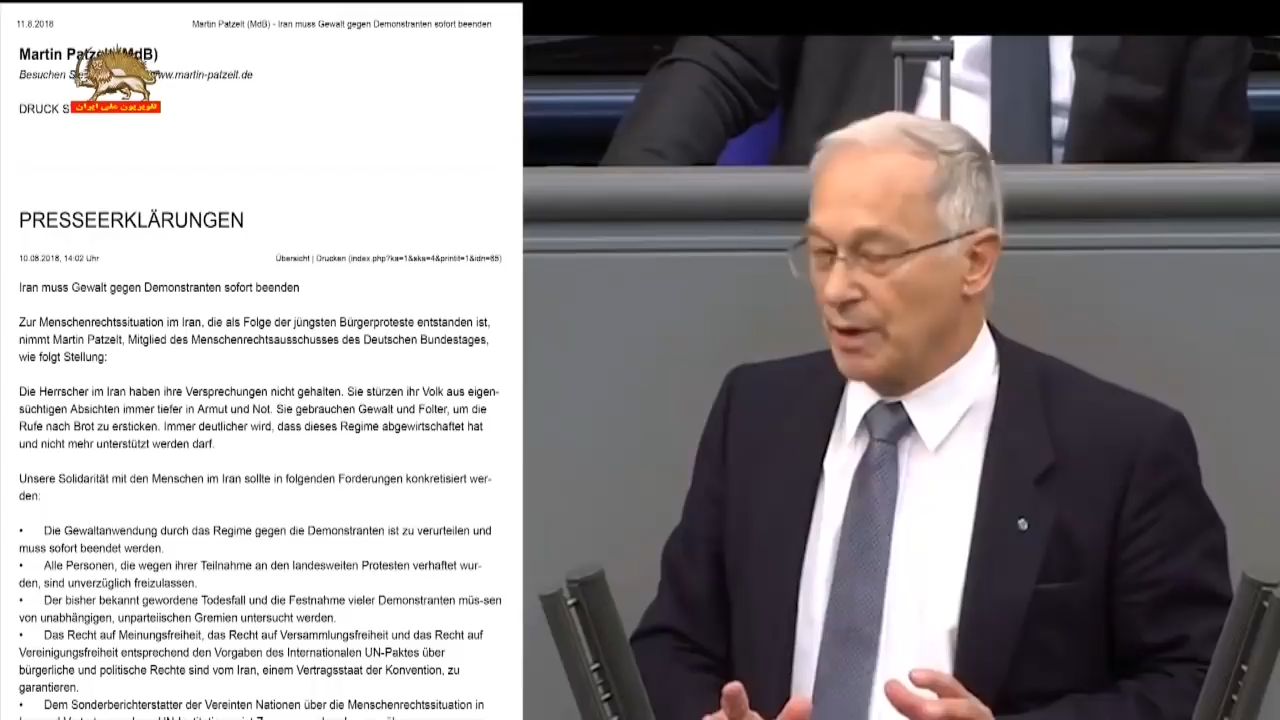 11.8.2018 Martin Patzelt (MdB) - Iran muss Gewalt gegen Demonstranten sofort beenden
Martin Patzelt (MdB)
Besuchen www.martin-patzelt.de
DRUCK
تلویزیون ملی ایران
PRESSEERKLÄRUNGEN
10.08.2018, 14:02 Uhr Übersicht | Drucken (index.php?ka=1&ska=4&printit=1&idn=65)
Iran muss Gewalt gegen Demonstranten sofort beenden
Zur Menschenrechtssituation im Iran, die als Folge der jüngsten Bürgerproteste entstanden ist,
nimmt Martin Patzelt, Mitglied des Menschenrechtsausschusses des Deutschen Bundestages,
wie folgt Stellung:
Die Herrscher im Iran haben ihre Versprechungen nicht gehalten. Sie stürzen ihr Volk aus eigen-
süchtigen Absichten immer tiefer in Armut und Not. Sie gebrauchen Gewalt und Folter, um die
Rufe nach Brot zu ersticken. Immer deutlicher wird, dass dieses Regime abgewirtschaftet hat
und nicht mehr unterstützt werden darf.
Unsere Solidarität mit den Menschen im Iran sollte in folgenden Forderungen konkretisiert wer-
den:
• Die Gewaltanwendung durch das Regime gegen die Demonstranten ist zu verurteilen und
muss sofort beendet werden.
• Alle Personen, die wegen ihrer Teilnahme an den landesweiten Protesten verhaftet wur-
den, sind unverzüglich freizulassen.
• Der bisher bekannt gewordene Todesfall und die Festnahme vieler Demonstranten müs-sen
von unabhängigen, unparteiischen Gremien untersucht werden.
• Das Recht auf Meinungsfreiheit, das Recht auf Versammlungsfreiheit und das Recht auf
Vereinigungsfreiheit entsprechend den Vorgaben des Internationalen UN-Paktes über
bürgerliche und politische Rechte sind vom Iran, einem Vertragsstaat der Konvention, zu
garantieren.
• Dem Sonderberichterstatter der Vereinten Nationen über die Menschenrechtssituation in